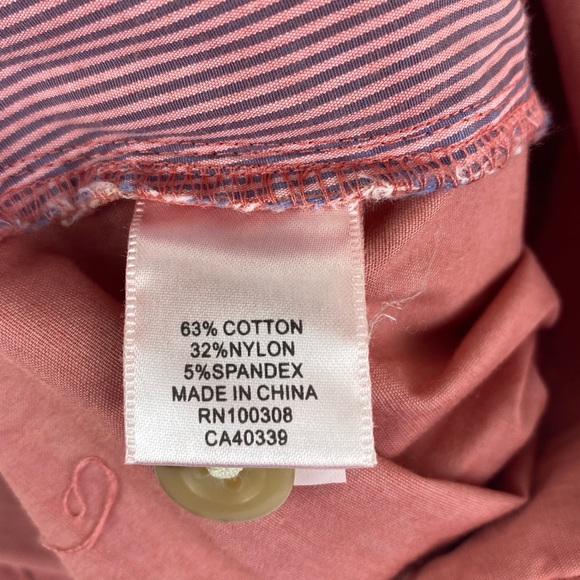 63% COTTON
32%NYLON
5%SPANDEX
MADE IN CHINA
RN100308
CA40339